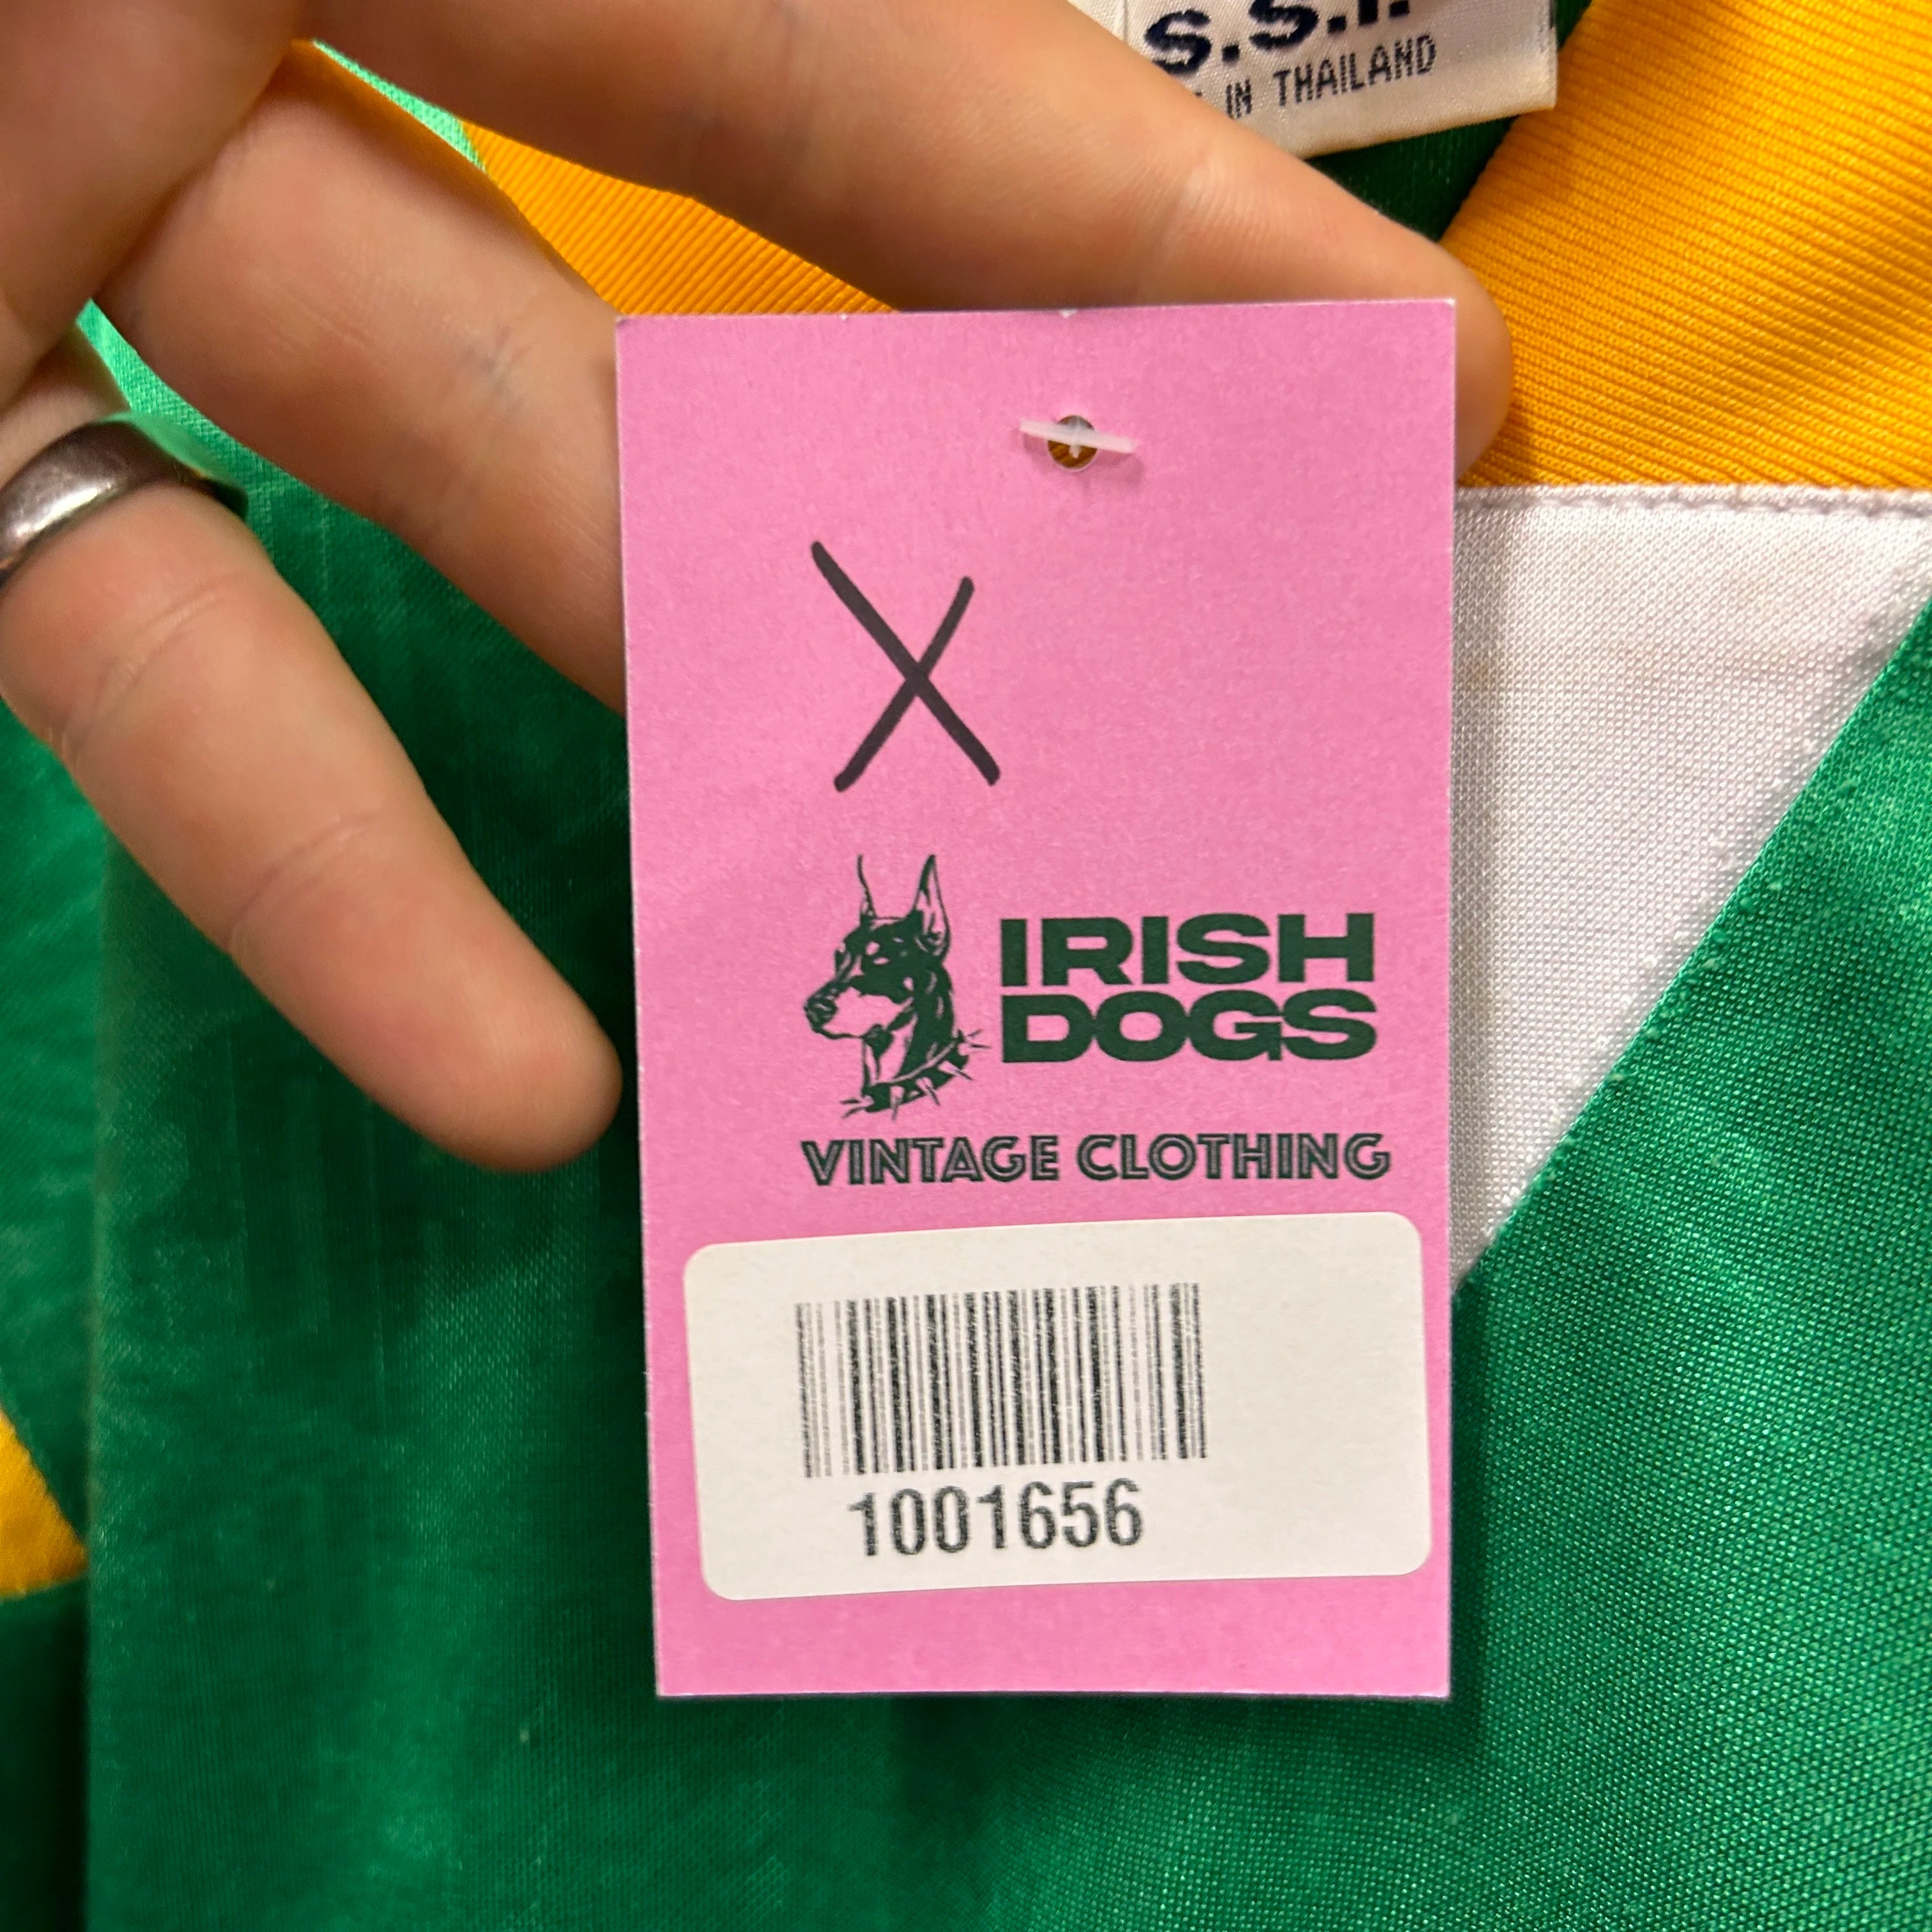 S.S.I.
IN THAILAND
X
IRISH
DOGS
VINTAGE CLOTHING
1001656